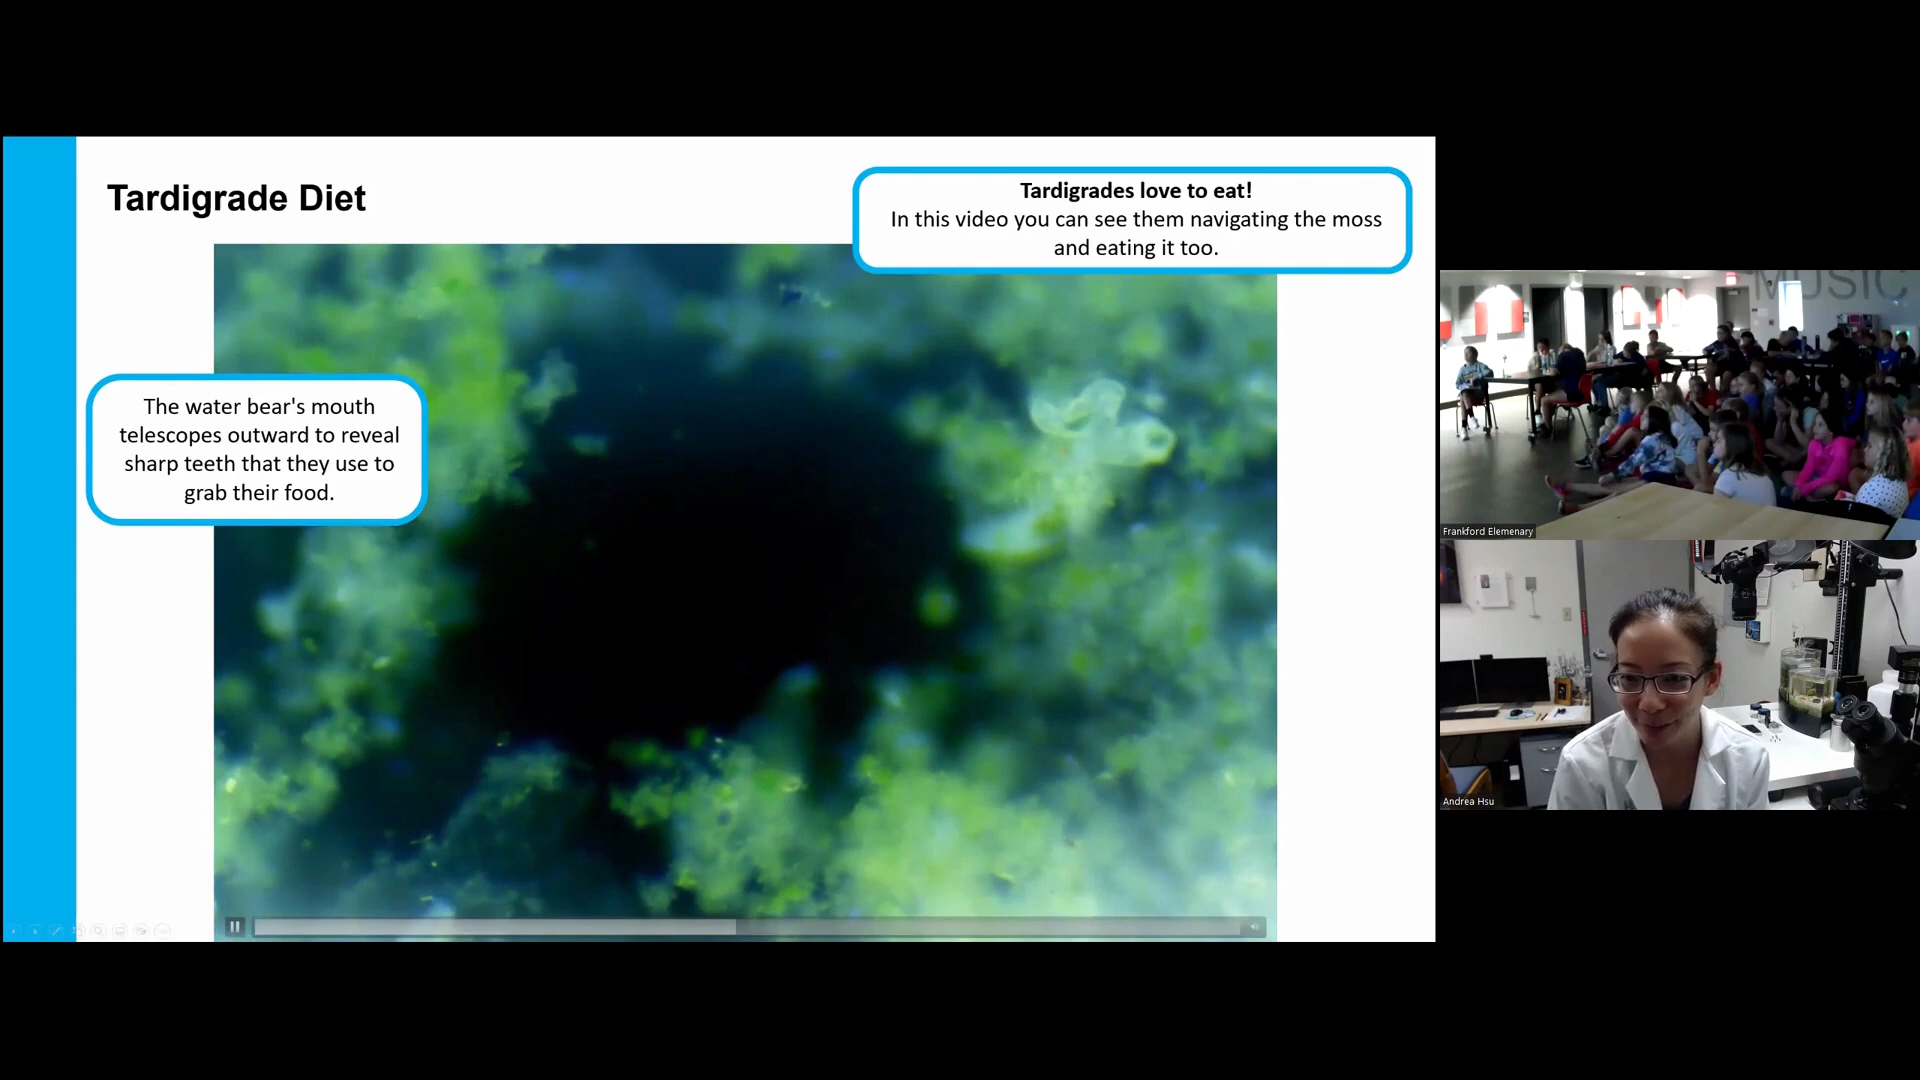 Tardigrade Diet
Tardigrades love to eat!
In this video you can see them navigating the moss
and eating it too.
The water bear's mouth
telescopes outward to reveal
sharp teeth that they use to
grab their food.
MUSIC
Frankford Elemenary
Andrea Hsu